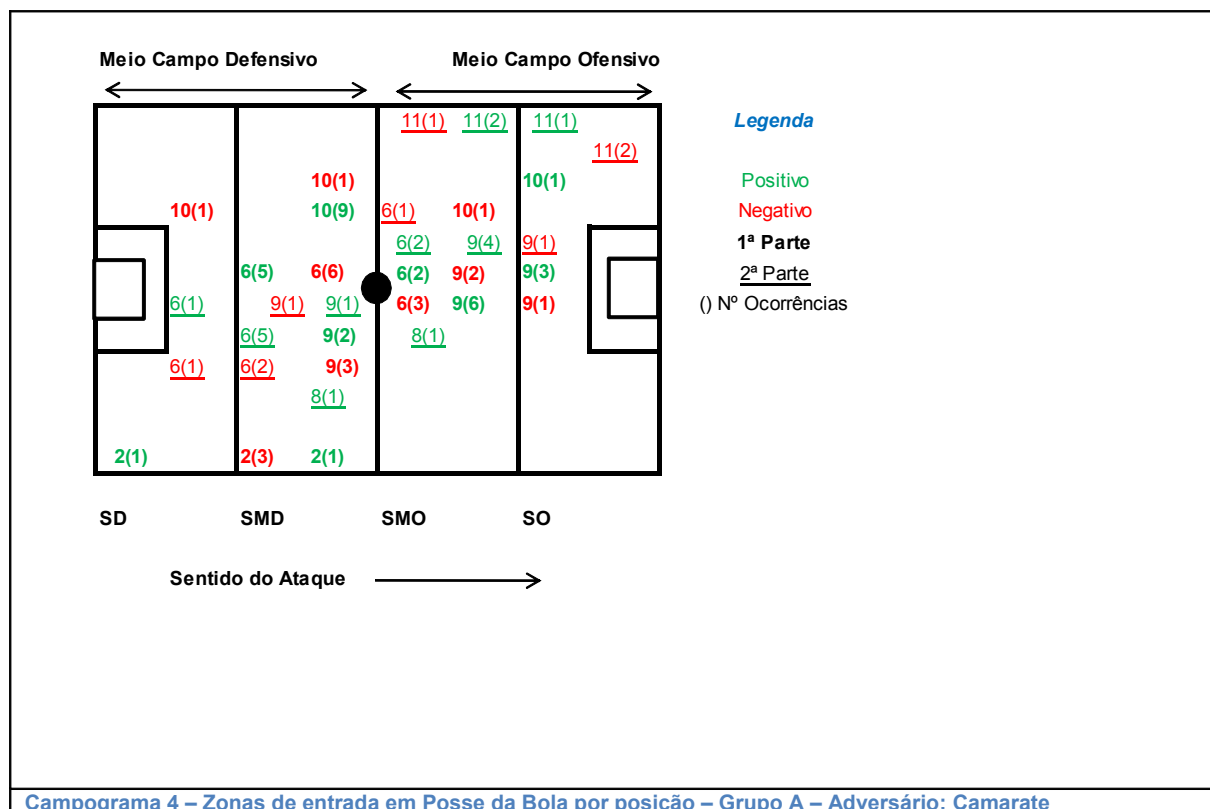 Meio Campo Defensivo Meio Campo Ofensivo
11(1) 11(2) 11(1) Legenda
11(2)
10(1) 10(1) Positivo
10(1) 10(9) 6(1) 10(1) Negativo
6(2) 9(4) 9(1) 1ª Parte
6(5) 6(6) 6(2) 9(2) 9(3) 2ª Parte
6(1) 9(1) 9(1) 6(3) 9(6) 9(1) () Nº Ocorrências
6(5) 9(2) 8(1)
6(1) 6(2) 9(3)
8(1)
2(1) 2(3) 2(1)
SD SMD SMO SO
Sentido do Ataque
Campograma 4 – Zonas de entrada em Posse da Bola por posição – Grupo A – Adversário: Camarate